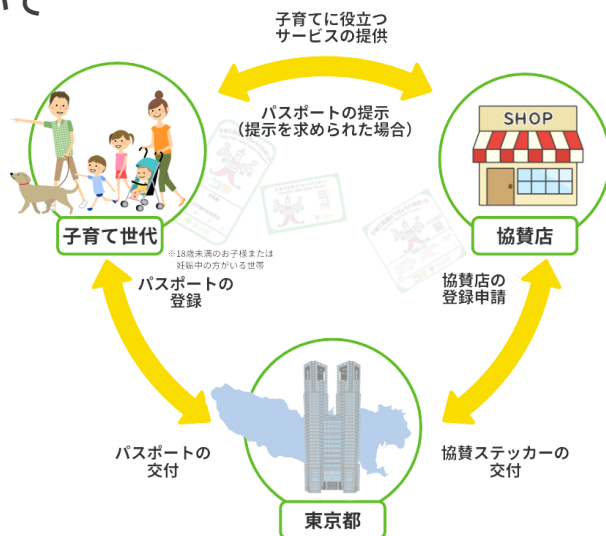 いて
子育てに役立つ
サービスの提供
パスポートの提示
(提示を求められた場合)
SHOP
子育て世代
協賛店
※18歳未満のお子様または
妊娠中の方がいる世帯
パスポートの
登録
協賛店の
登録申請
パスポートの
交付
協賛ステッカーの
交付
東京都